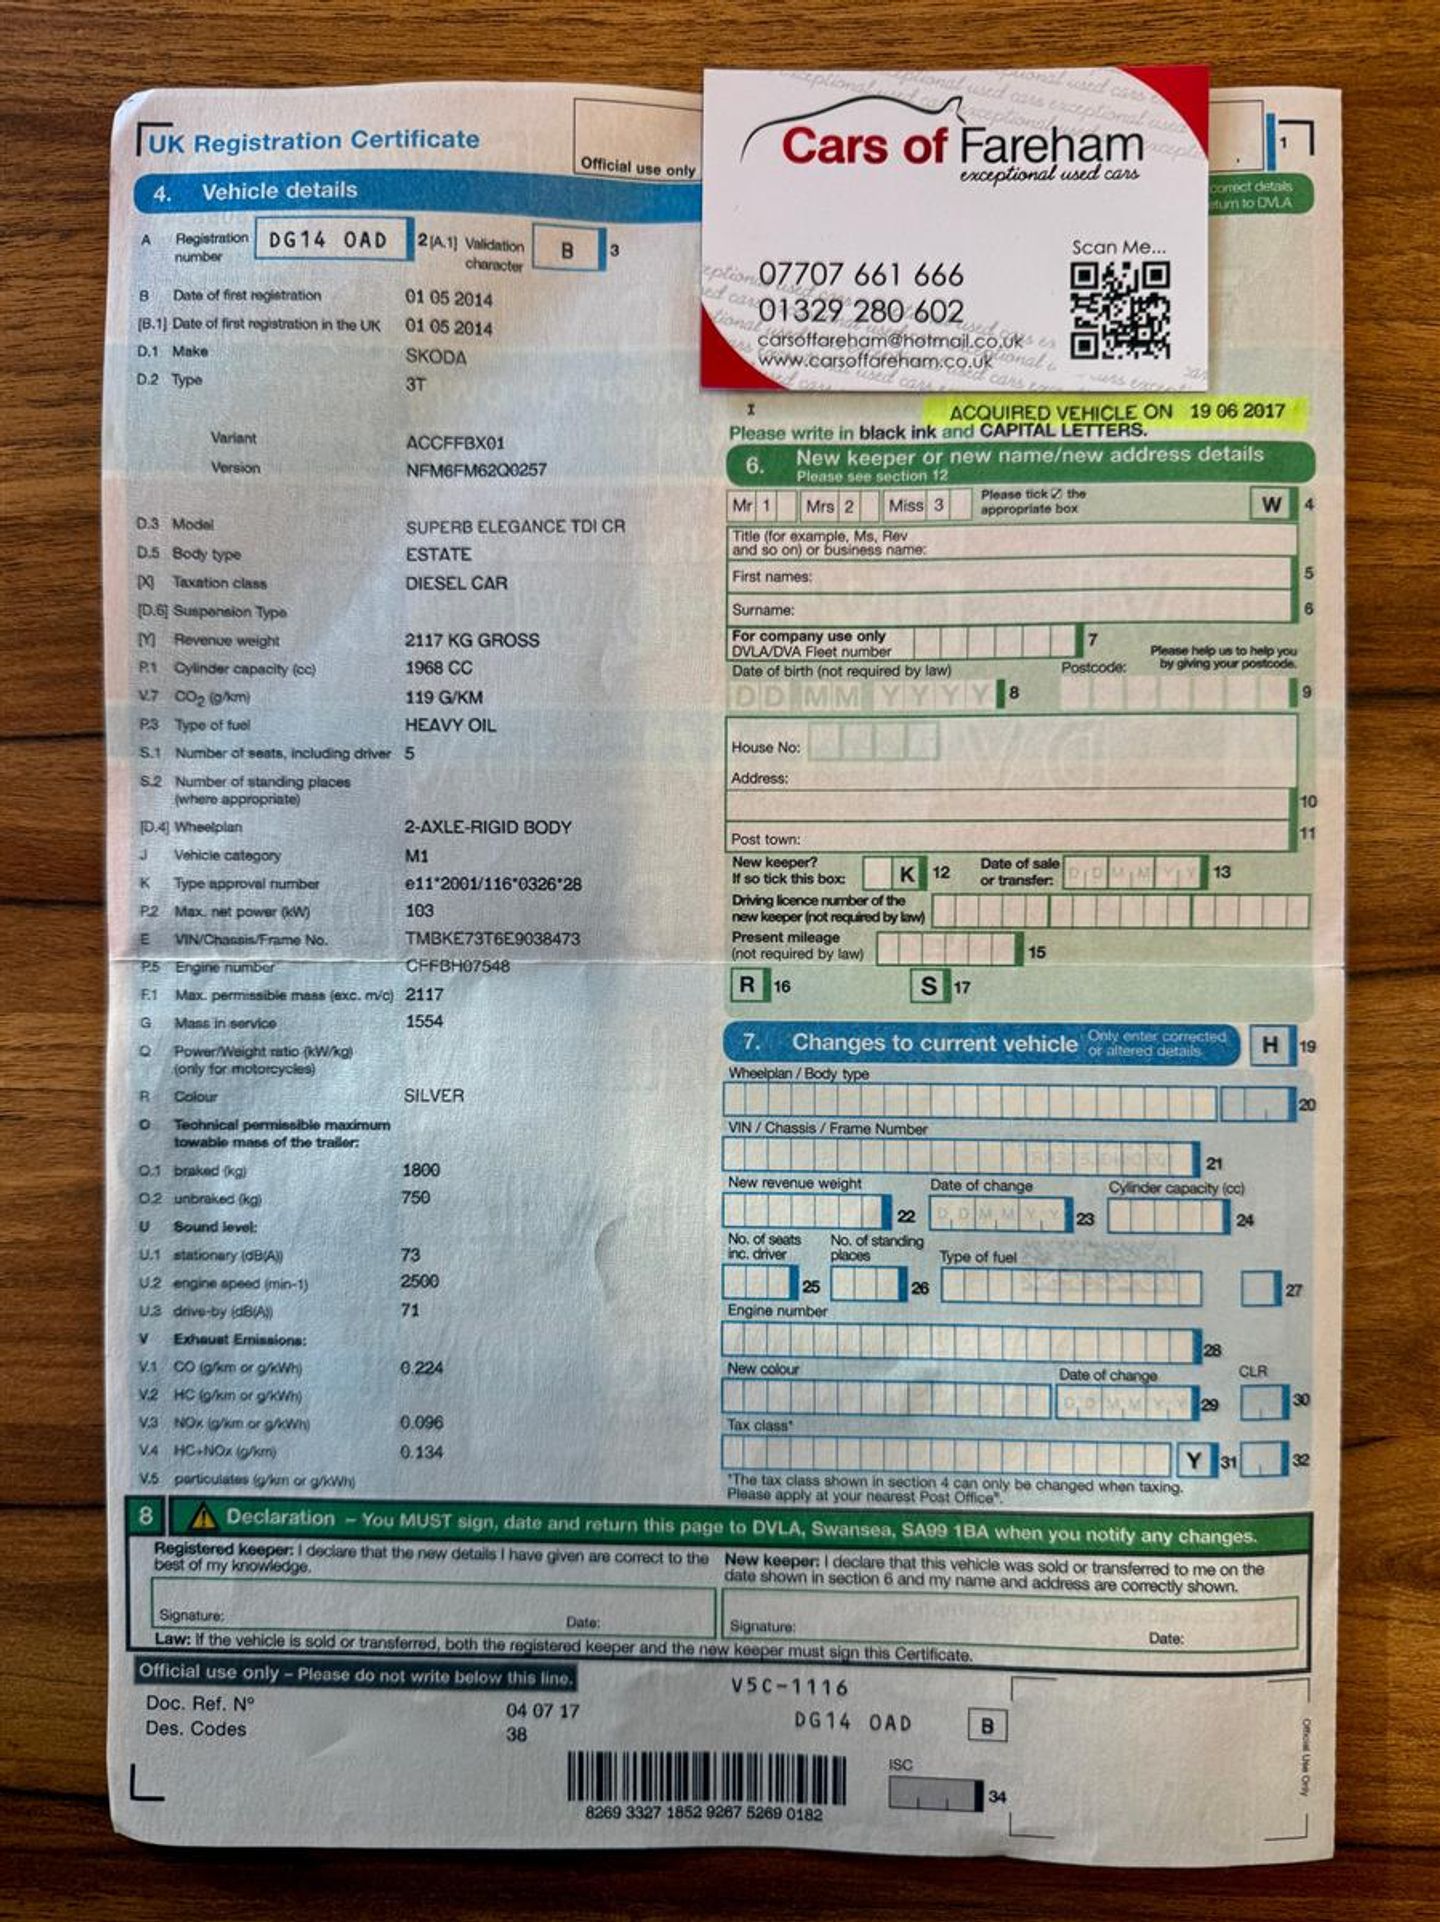 UK Registration Certificate
Official use only
1
4. Vehicle details
correct details
turn to DVLA
A Registration number DG14 OAD 2 [A.1] Validation character B 3
B Date of first registration 01 05 2014
[B.1] Date of first registration in the UK 01 05 2014
D.1 Make SKODA
D.2 Type 3T
Variant ACCFFBX01
Version NFM6FM62Q0257
D.3 Model SUPERB ELEGANCE TDI CR
D.5 Body type ESTATE
[X] Taxation class DIESEL CAR
[D.6] Suspension Type
[Y] Revenue weight 2117 KG GROSS
P.1 Cylinder capacity (cc) 1968 CC
V.7 CO2 (g/km) 119 G/KM
P.3 Type of fuel HEAVY OIL
S.1 Number of seats, including driver 5
S.2 Number of standing places
(where appropriate)
[D.4] Wheelplan 2-AXLE-RIGID BODY
J Vehicle category M1
K Type approval number e11*2001/116*0326*28
P.2 Max. net power (kW) 103
E VIN/Chassis/Frame No. TMBKE73T6E9038473
P.5 Engine number CFFBH07548
F.1 Max. permissible mass (exc. m/c) 2117
G Mass in service 1554
Q Power/Weight ratio (kW/kg)
(only for motorcycles)
R Colour SILVER
O Technical permissible maximum
towable mass of the trailer:
O.1 braked (kg) 1800
O.2 unbraked (kg) 750
U Sound level:
U.1 stationary (dB(A)) 73
U.2 engine speed (min-1) 2500
U.3 drive-by (dB(A)) 71
V Exhaust Emissions:
V.1 CO (g/km or g/kWh) 0.224
V.2 HC (g/km or g/kWh)
V.3 NOx (g/km or g/kWh) 0.096
V.4 HC+NOx (g/km) 0.134
V.5 particulates (g/km or g/kWh)
Cars of Fareham
exceptional used cars
Scan Me...
07707 661 666
01329 280 602
carsoffareham@hotmail.co.uk
www.carsoffareham.co.uk
I ACQUIRED VEHICLE ON 19 06 2017
Please write in black ink and CAPITAL LETTERS.
6. New keeper or new name/new address details
Please see section 12
Mr 1 Mrs 2 Miss 3 Please tick ☑ the appropriate box W 4
Title (for example, Ms, Rev
and so on) or business name:
First names: 5
Surname: 6
For company use only
DVLA/DVA Fleet number 7
Please help us to help you
by giving your postcode.
Date of birth (not required by law) Postcode:
DD MM YYYY 8 9
House No:
Address:
10
Post town: 11
New keeper?
If so tick this box: K 12 Date of sale or transfer: D D M M Y Y 13
Driving licence number of the
new keeper (not required by law)
Present mileage
(not required by law) 15
R 16 S 17
7. Changes to current vehicle Only enter corrected or altered details H 19
Wheelplan / Body type
20
VIN / Chassis / Frame Number
21
New revenue weight Date of change Cylinder capacity (cc)
22 D D M M Y Y 23 24
No. of seats inc. driver No. of standing places Type of fuel
25 26 27
Engine number
28
New colour Date of change CLR
D D M M Y Y 29 30
Tax class*
Y 31 32
*The tax class shown in section 4 can only be changed when taxing.
Please apply at your nearest Post Office®.
8 Declaration – You MUST sign, date and return this page to DVLA, Swansea, SA99 1BA when you notify any changes.
Registered keeper: I declare that the new details I have given are correct to the
best of my knowledge.
Signature: Date:
New keeper: I declare that this vehicle was sold or transferred to me on the
date shown in section 6 and my name and address are correctly shown.
Signature: Date:
Law: If the vehicle is sold or transferred, both the registered keeper and the new keeper must sign this Certificate.
Official use only – Please do not write below this line.
V5C-1116
Doc. Ref. Nº 04 07 17 DG14 OAD B
Des. Codes 38
ISC
34
8269 3327 1852 9267 5269 0182
Official Use Only